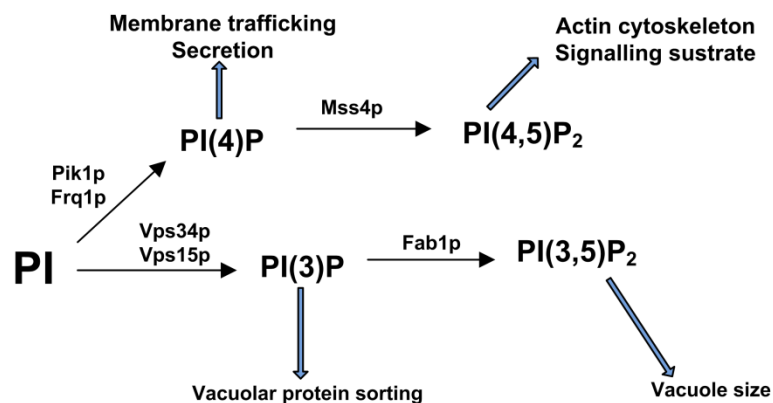 Membrane trafficking
Secretion
Actin cytoskeleton
Signalling sustrate
PI(4)P
Mss4p
PI(4,5)P₂
Pik1p
Frq1p
Vps34p
Vps15p
PI
PI(3)P
Fab1p
PI(3,5)P₂
Vacuolar protein sorting
Vacuole size